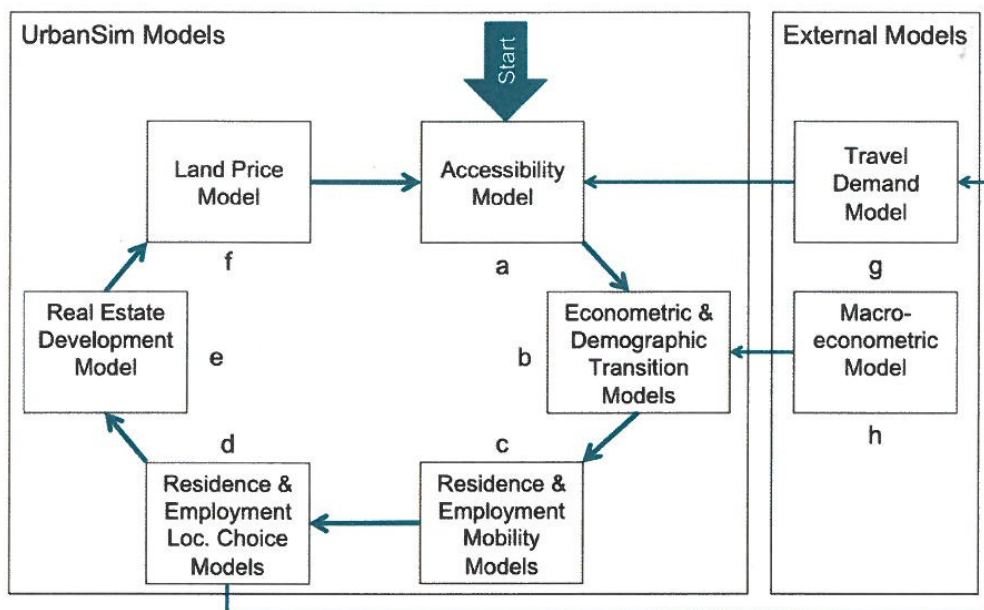 UrbanSim Models
External Models
Start
Land Price
Model
f
Accessibility
Model
a
Travel
Demand
Model
g
Real Estate
Development
Model
e
Econometric &
Demographic
Transition
Models
b
Macro-
econometric
Model
h
Residence &
Employment
Loc. Choice
Models
d
Residence &
Employment
Mobility
Models
c